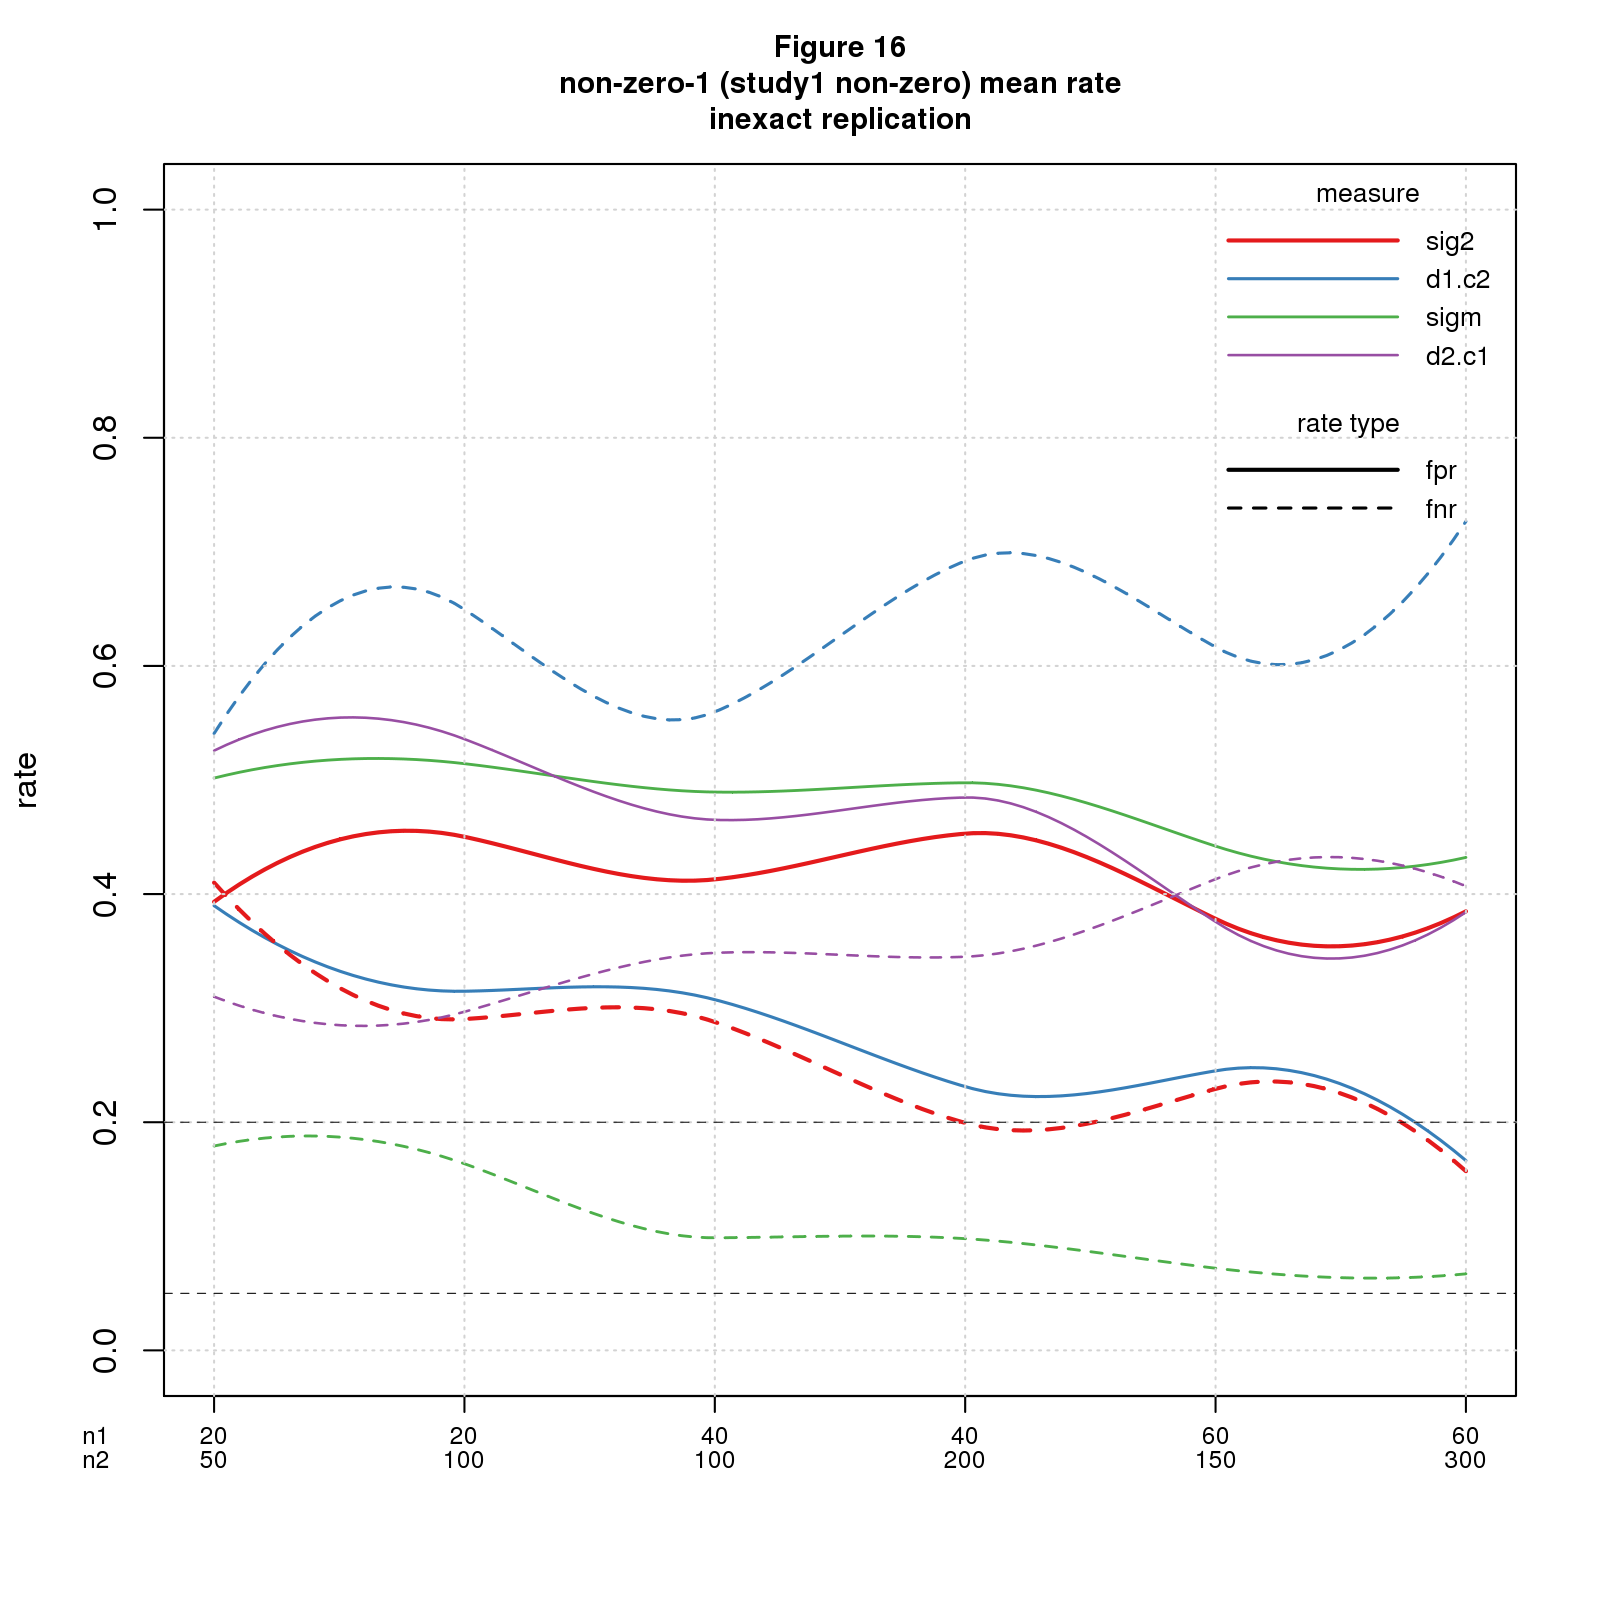 Figure 16
non-zero-1 (study1 non-zero) mean rate
inexact replication
measure
sig2
d1.c2
sigm
d2.c1
rate type
fpr
fnr
rate
1.0
0.8
0.6
0.4
0.2
0.0
n1 20 20 40 40 60 60
n2 50 100 100 200 150 300